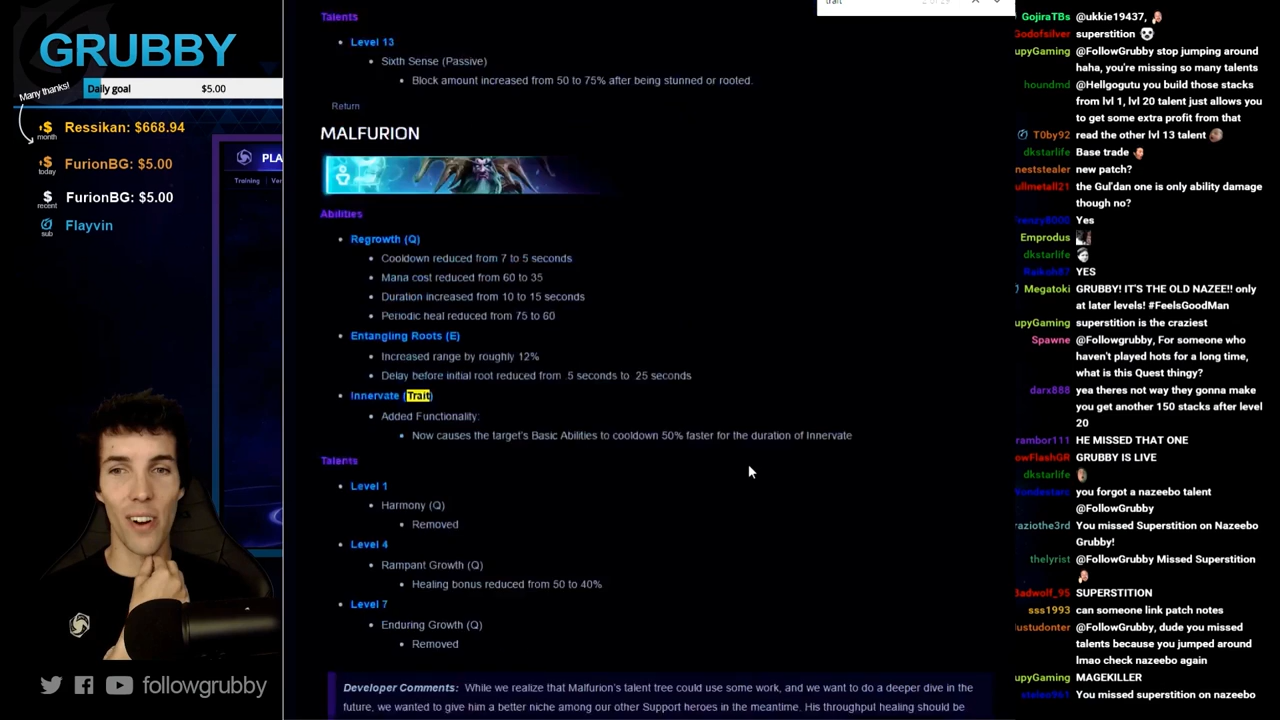 GRUBBY
Many thanks!
Daily goal $5.00
month
Ressikan: $668.94
today
FurionBG: $5.00
recent
FurionBG: $5.00
sub
Flayvin
followgrubby
PLA
Training
trait
Talents
Level 13
Sixth Sense (Passive)
Block amount increased from 50 to 75% after being stunned or rooted.
Return
MALFURION
Abilities
Regrowth (Q)
Cooldown reduced from 7 to 5 seconds
Mana cost reduced from 60 to 35
Duration increased from 10 to 15 seconds
Periodic heal reduced from 75 to 60
Entangling Roots (E)
Increased range by roughly 12%
Delay before initial root reduced from .5 seconds to .25 seconds
Innervate (Trait)
Added Functionality:
Now causes the target's Basic Abilities to cooldown 50% faster for the duration of Innervate
Talents
Level 1
Harmony (Q)
Removed
Level 4
Rampant Growth (Q)
Healing bonus reduced from 50 to 40%
Level 7
Enduring Growth (Q)
Removed
Developer Comments: While we realize that Malfurion's talent tree could use some work, and we want to do a deeper dive in the
future, we wanted to give him a better niche among our other Support heroes in the meantime. His throughput healing should be
GojiraTBs @ukkie19437,
Godofsilver superstition
upyGaming @FollowGrubby stop jumping around
haha, you're missing so many talents
houndmd @Hellgogutu you build those stacks
from lvl 1, lvl 20 talent just allows you
to get some extra profit from that
T0by92 read the other lvl 13 talent
dkstarlife Base trade
neststealer new patch?
ullmetall21 the Gul'dan one is only ability damage
though no?
Yes
Emprodus
dkstarlife
YES
Megatoki GRUBBY! IT'S THE OLD NAZEE!! only
at later levels! #FeelsGoodMan
upyGaming superstition is the craziest
Spawne @Followgrubby, For someone who
haven't played hots for a long time,
what is this Quest thingy?
darx888 yea theres not way they gonna make
you get another 150 stacks after level
20
rambor111 HE MISSED THAT ONE
owFlashGR GRUBBY IS LIVE
dkstarlife
you forgot a nazeebo talent
@FollowGrubby
raziothe3rd You missed Superstition on Nazeebo
Grubby!
thelyrist @FollowGrubby Missed Superstition
Badwolf_95 SUPERSTITION
sss1993 can someone link patch notes
lustudonter @FollowGrubby, dude you missed
talents because you jumped around
lmao check nazeebo again
upyGaming MAGEKILLER
You missed superstition on nazeebo